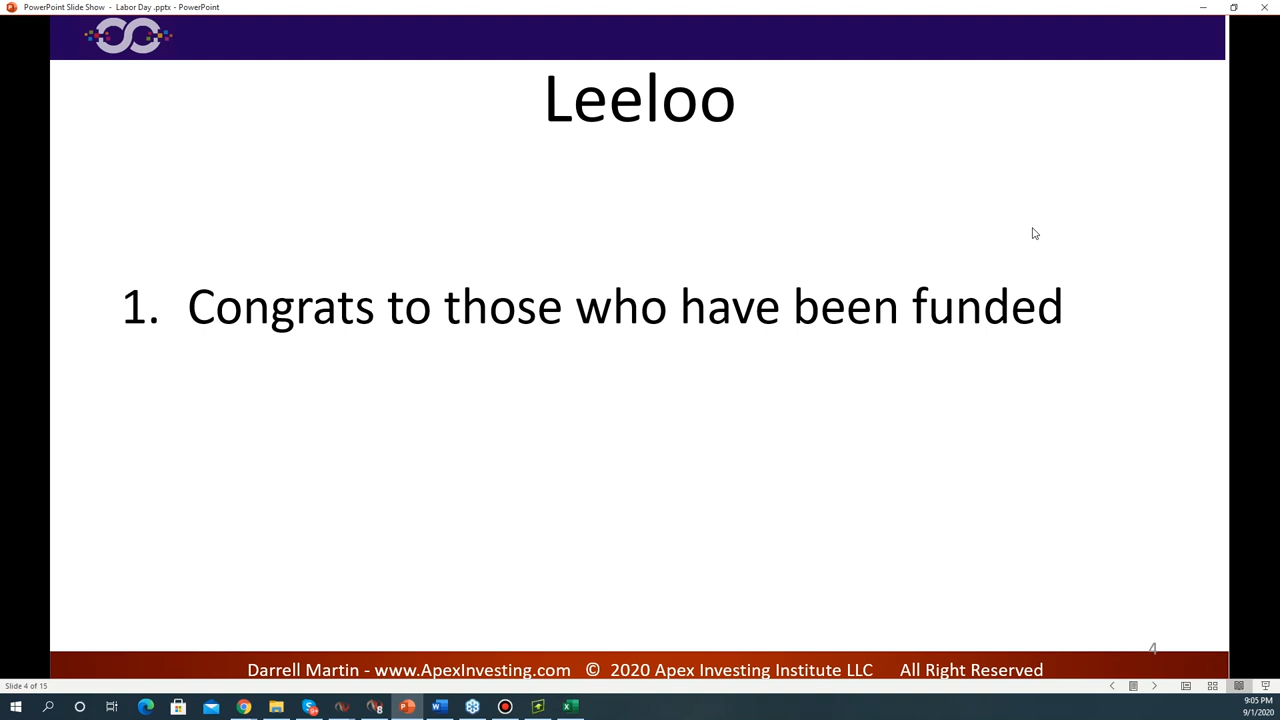 PowerPoint Slide Show - Labor Day .pptx - PowerPoint
Leeloo
1. Congrats to those who have been funded
4
Darrell Martin - www.ApexInvesting.com © 2020 Apex Investing Institute LLC All Right Reserved
Slide 4 of 15
9:05 PM
9/1/2020